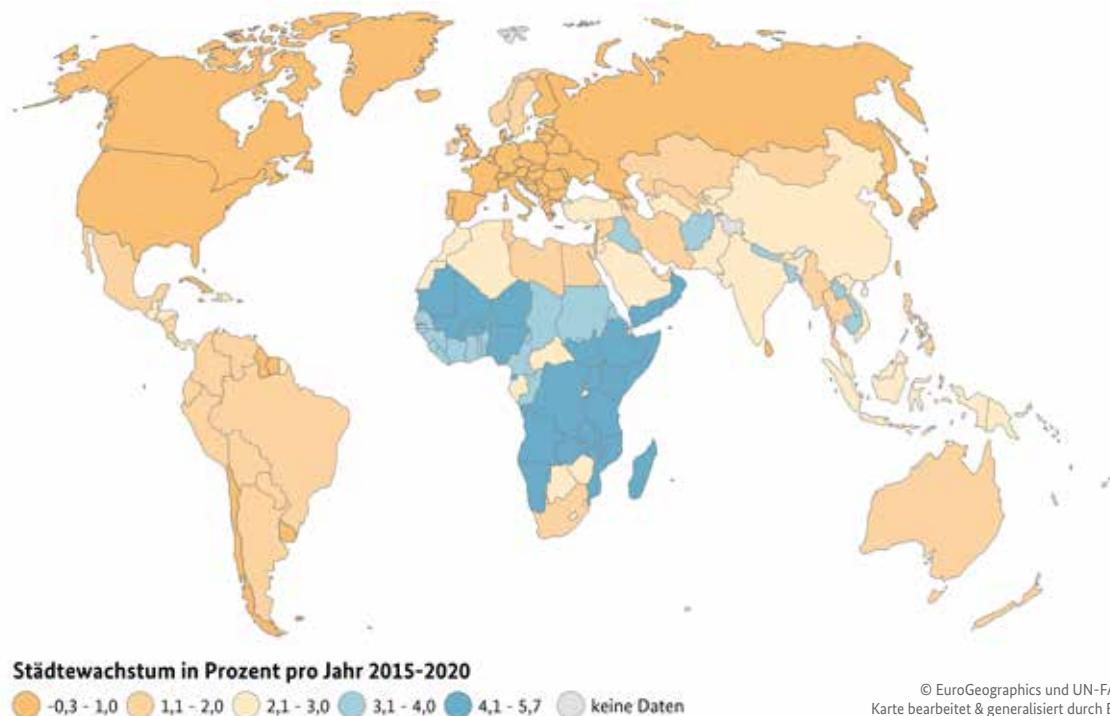 Städtewachstum in Prozent pro Jahr 2015-2020
-0,3 - 1,0 1,1 - 2,0 2,1 - 3,0 3,1 - 4,0 4,1 - 5,7 keine Daten
© EuroGeographics und UN-FA
Karte bearbeitet & generalisiert durch B